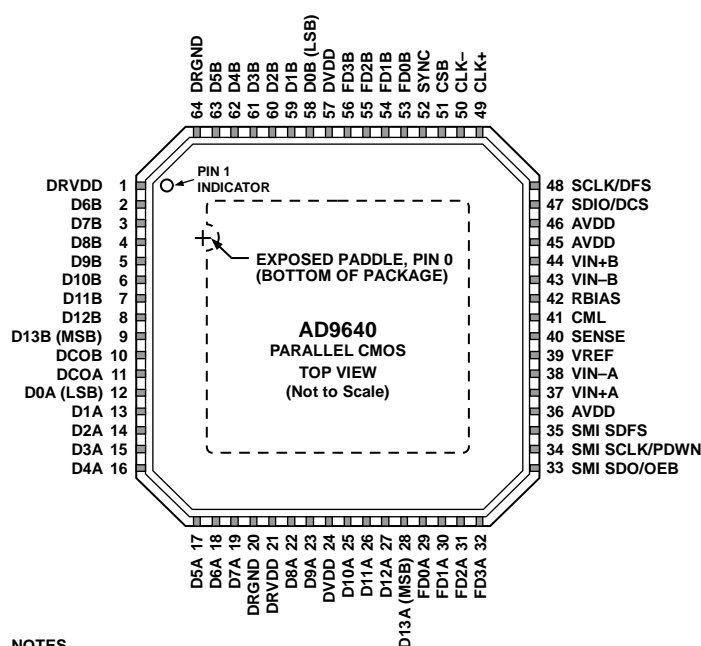 64 DRGND
63 D5B
62 D4B
61 D3B
60 D2B
59 D1B
58 D0B (LSB)
57 DVDD
56 FD3B
55 FD2B
54 FD1B
53 FD0B
52 SYNC
51 CSB
50 CLK–
49 CLK+
PIN 1
INDICATOR
DRVDD 1
D6B 2
D7B 3
D8B 4
D9B 5
D10B 6
D11B 7
D12B 8
D13B (MSB) 9
DCOB 10
DCOA 11
D0A (LSB) 12
D1A 13
D2A 14
D3A 15
D4A 16
EXPOSED PADDLE, PIN 0
(BOTTOM OF PACKAGE)
AD9640
PARALLEL CMOS
TOP VIEW
(Not to Scale)
48 SCLK/DFS
47 SDIO/DCS
46 AVDD
45 AVDD
44 VIN+B
43 VIN–B
42 RBIAS
41 CML
40 SENSE
39 VREF
38 VIN–A
37 VIN+A
36 AVDD
35 SMI SDFS
34 SMI SCLK/PDWN
33 SMI SDO/OEB
D5A 17
D6A 18
D7A 19
DRGND 20
DRVDD 21
D8A 22
D9A 23
DVDD 24
D10A 25
D11A 26
D12A 27
D13A (MSB) 28
FD0A 29
FD1A 30
FD2A 31
FD3A 32
NOTES